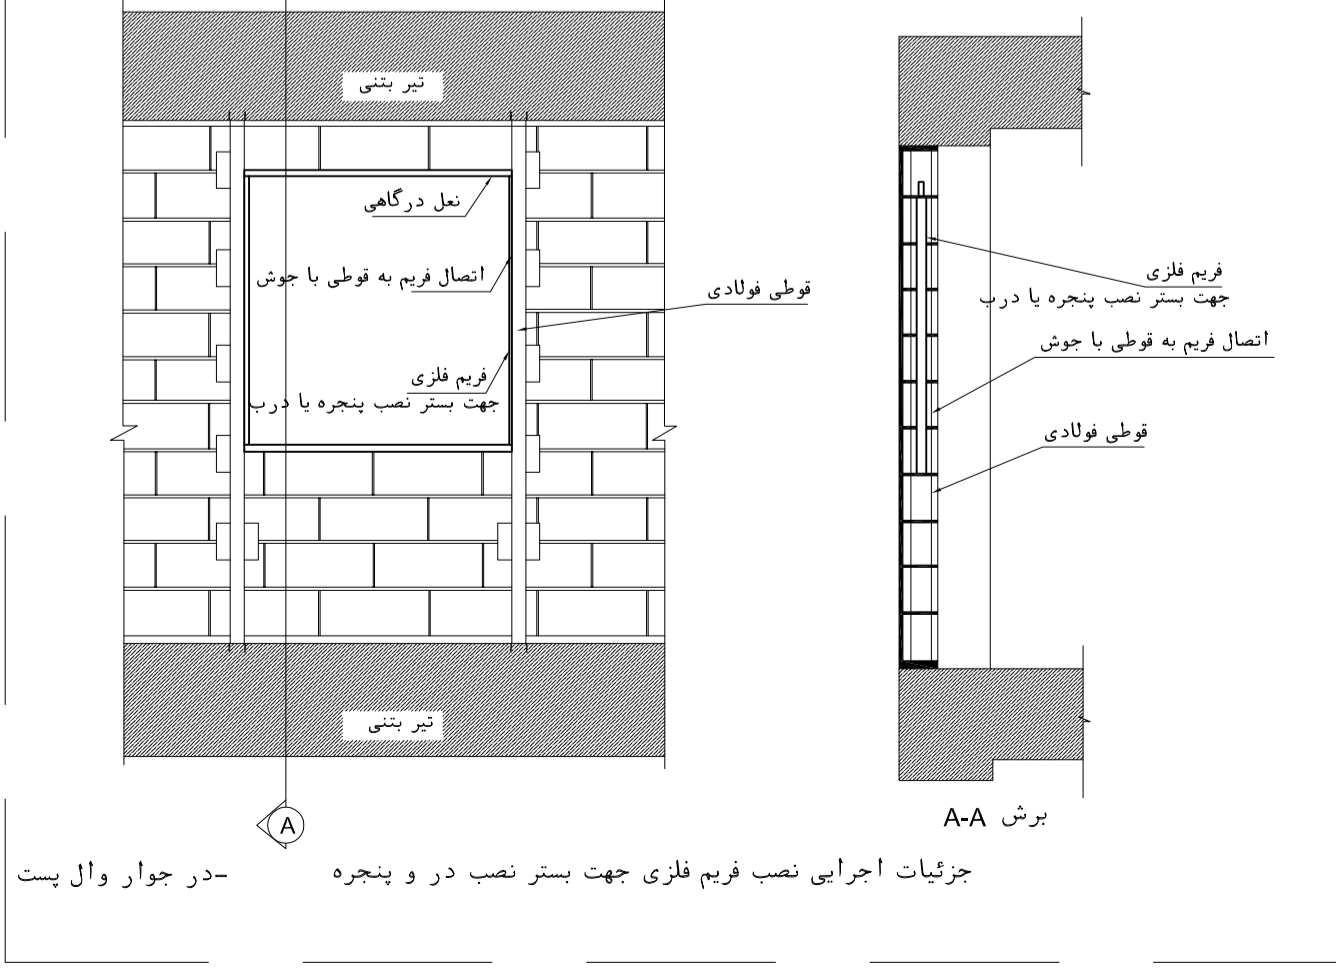 تیر بتنی
نعل درگاهی
اتصال فریم به قوطی با جوش
قوطی فولادی
فریم فلزی
جهت بستر نصب پنجره یا درب
تیر بتنی
A
فریم فلزی
جهت بستر نصب پنجره یا درب
اتصال فریم به قوطی با جوش
قوطی فولادی
برش A-A
جزئیات اجرایی نصب فریم فلزی جهت بستر نصب در و پنجره -در جوار وال پست